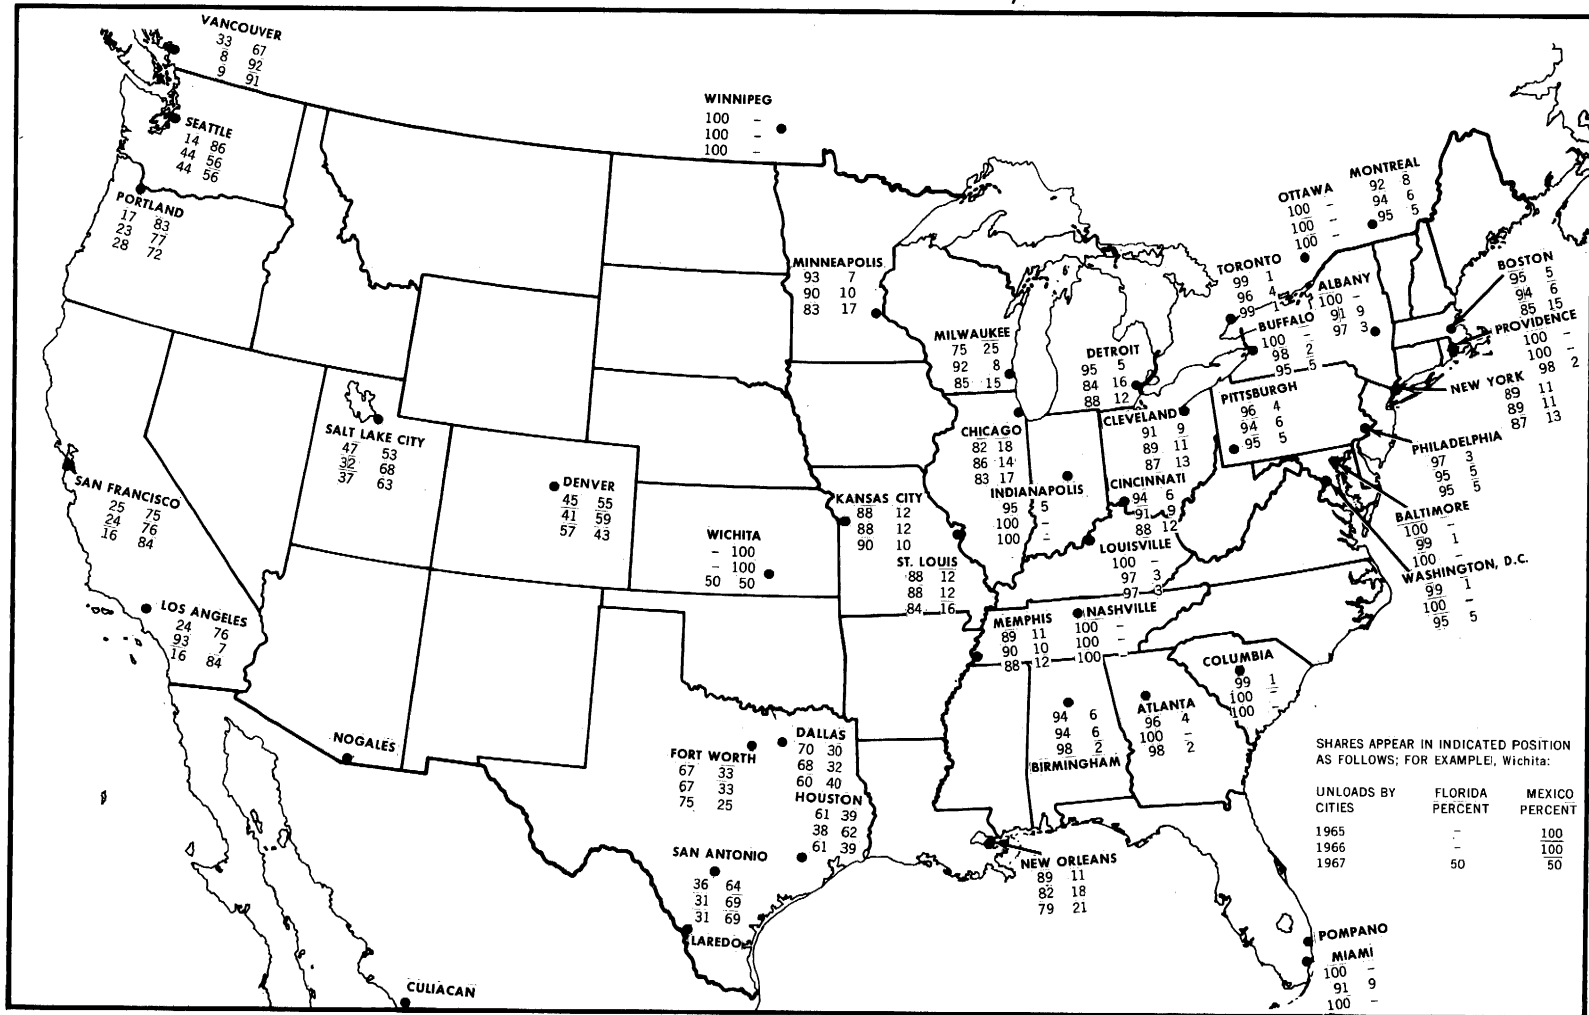 VANCOUVER
33 67
8 92
9 91
SEATTLE
14 86
44 56
44 56
PORTLAND
17 83
23 77
28 72
WINNIPEG
100 –
100 –
100 –
MINNEAPOLIS
93 7
90 10
83 17
MILWAUKEE
75 25
92 8
85 15
DETROIT
95 5
84 16
88 12
OTTAWA
100 –
100 –
100 –
MONTREAL
92 8
94 6
95 5
TORONTO
99 1
96 4
99 1
ALBANY
100 –
91 9
97 3
BUFFALO
100 –
98 2
95 5
BOSTON
95 5
94 6
85 15
PROVIDENCE
100 –
100 –
98 2
NEW YORK
89 11
89 11
87 13
PITTSBURGH
96 4
94 6
95 5
PHILADELPHIA
97 3
95 5
95 5
BALTIMORE
100 –
99 1
100 –
WASHINGTON, D.C.
99 1
100 –
95 5
CLEVELAND
91 9
89 11
87 13
CHICAGO
82 18
86 14
83 17
INDIANAPOLIS
95 5
100 –
100 –
CINCINNATI
94 6
91 9
88 12
LOUISVILLE
100 –
97 3
97 3
SALT LAKE CITY
47 53
32 68
37 63
SAN FRANCISCO
25 75
24 76
16 84
DENVER
45 55
41 59
57 43
WICHITA
– 100
– 100
50 50
KANSAS CITY
88 12
88 12
90 10
ST. LOUIS
88 12
88 12
84 16
LOS ANGELES
24 76
93 7
16 84
MEMPHIS
89 11
90 10
88 12
NASHVILLE
100 –
100 –
100 –
COLUMBIA
99 1
100 –
100 –
ATLANTA
96 4
100 –
98 2
94 6
94 6
98 2
BIRMINGHAM
NOGALES
FORT WORTH
67 33
67 33
75 25
DALLAS
70 30
68 32
60 40
HOUSTON
61 39
38 62
61 39
SAN ANTONIO
36 64
31 69
31 69
LAREDO
NEW ORLEANS
89 11
82 18
79 21
CULIACAN
POMPANO
MIAMI
100 –
91 9
100 –
SHARES APPEAR IN INDICATED POSITION
AS FOLLOWS; FOR EXAMPLE, Wichita:
UNLOADS BY FLORIDA MEXICO
CITIES PERCENT PERCENT
1965 – 100
1966 – 100
1967 50 50